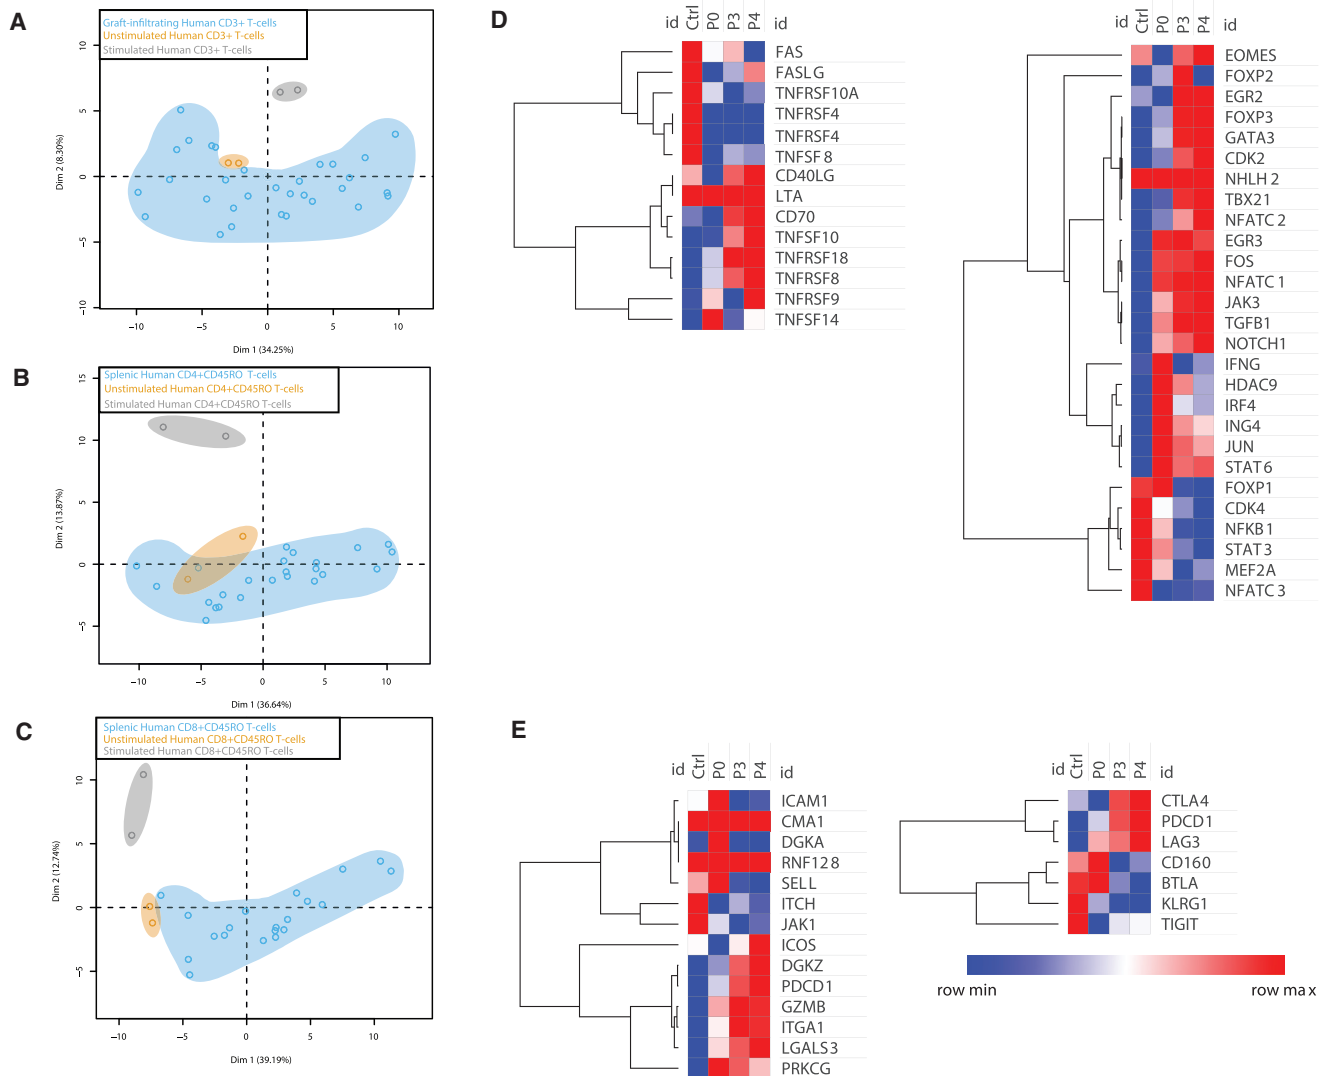 A
Graft-infiltrating Human CD3+ T-cells
Unstimulated Human CD3+ T-cells
Stimulated Human CD3+ T-cells
Dim 2 (8.30%)
10
5
0
−5
−10
−10 −5 0 5 10
Dim 1 (34.25%)
B
Splenic Human CD4+CD45RO T-cells
Unstimulated Human CD4+CD45RO T-cells
Stimulated Human CD4+CD45RO T-cells
Dim 2 (13.87%)
15
10
5
0
−5
−10 −5 0 5 10
Dim 1 (36.64%)
C
Splenic Human CD8+CD45RO T-cells
Unstimulated Human CD8+CD45RO T-cells
Stimulated Human CD8+CD45RO T-cells
Dim 2 (12.74%)
10
5
0
−5
−10 −5 0 5 10
Dim 1 (39.19%)
D
id Ctrl P0 P3 P4 id
FAS
FASLG
TNFRSF10A
TNFRSF4
TNFRSF4
TNFSF8
CD40LG
LTA
CD70
TNFSF10
TNFRSF18
TNFRSF8
TNFRSF9
TNFSF14
id Ctrl P0 P3 P4 id
EOMES
FOXP2
EGR2
FOXP3
GATA3
CDK2
NHLH2
TBX21
NFATC2
EGR3
FOS
NFATC1
JAK3
TGFB1
NOTCH1
IFNG
HDAC9
IRF4
ING4
JUN
STAT6
FOXP1
CDK4
NFKB1
STAT3
MEF2A
NFATC3
E
id Ctrl P0 P3 P4 id
ICAM1
CMA1
DGKA
RNF128
SELL
ITCH
JAK1
ICOS
DGKZ
PDCD1
GZMB
ITGA1
LGALS3
PRKCG
id Ctrl P0 P3 P4 id
CTLA4
PDCD1
LAG3
CD160
BTLA
KLRG1
TIGIT
row min row max